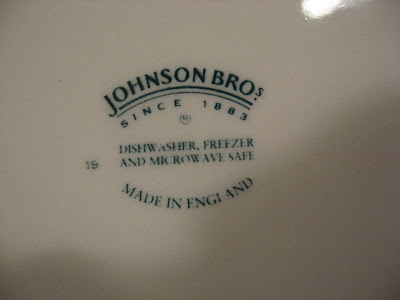 JOHNSON BROS
SINCE 1883
DISHWASHER, FREEZER
19 AND MICROWAVE SAFE
MADE IN ENGLAND